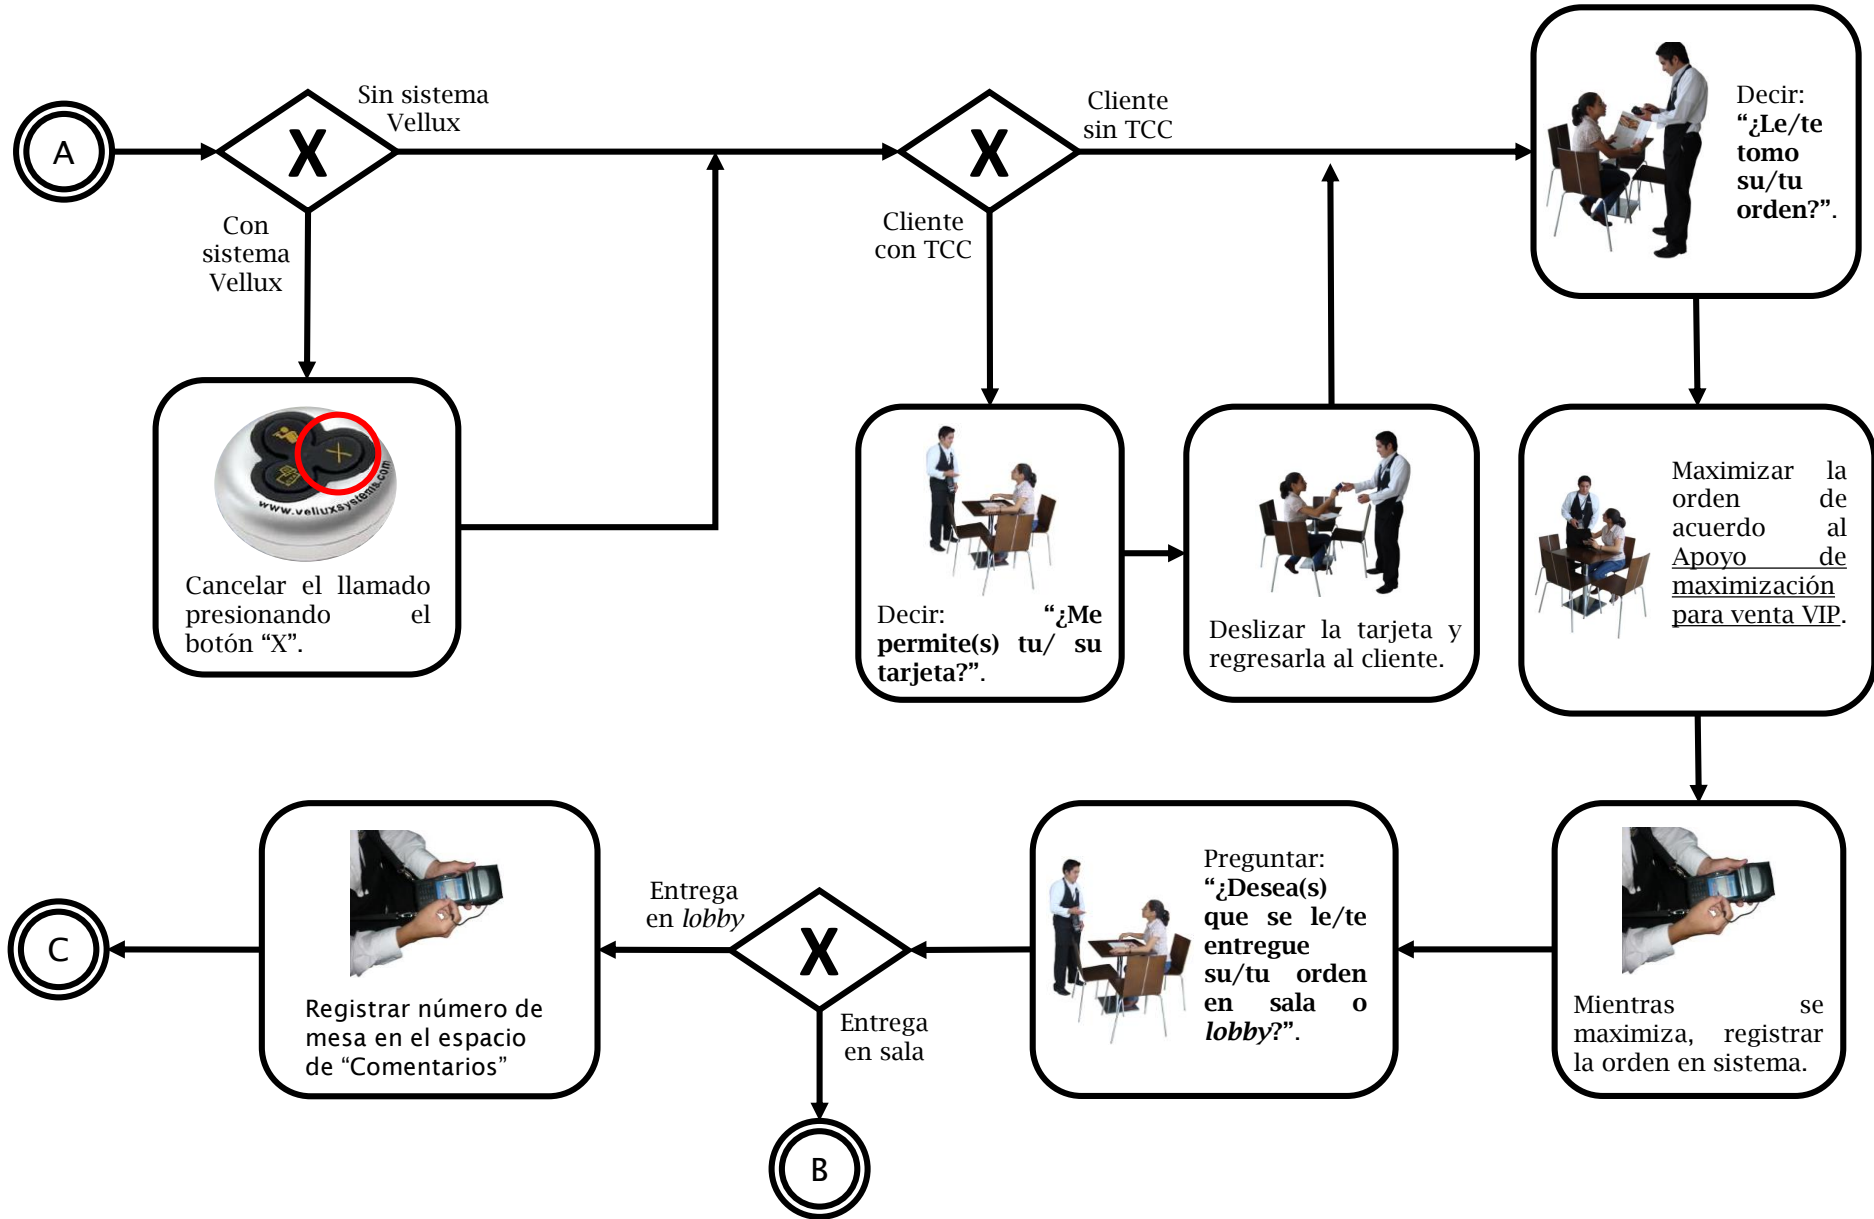 A
X
Sin sistema
Vellux
Con
sistema
Vellux
X
Cliente
sin TCC
Cliente
con TCC
Decir:
“¿Le/te
tomo
su/tu
orden?”.
X
www.velluxsystems.com
Cancelar el llamado
presionando el
botón “X”.
Decir: “¿Me
permite(s) tu/ su
tarjeta?”.
Deslizar la tarjeta y
regresarla al cliente.
Maximizar la
orden de
acuerdo al
Apoyo de
maximización
para venta VIP.
Mientras se
maximiza, registrar
la orden en sistema.
Preguntar:
“¿Desea(s)
que se le/te
entregue
su/tu orden
en sala o
lobby?”.
X
Entrega
en lobby
Entrega
en sala
Registrar número de
mesa en el espacio
de “Comentarios”
C
B